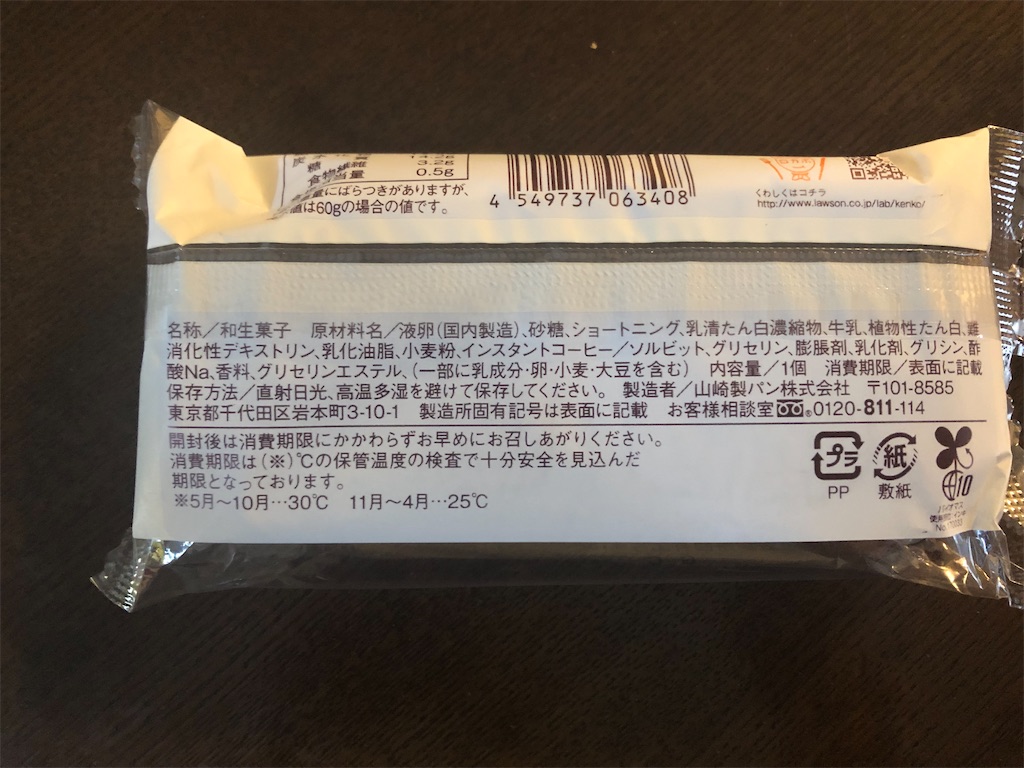 3.2g
0.5g
にばらつきがありますが、
は60gの場合の値です。
4 549737 063408
くわしくはコチラ
http://www.lawson.co.jp/lab/kenko/
名称／和生菓子　原材料名／液卵(国内製造)、砂糖、ショートニング、乳清たん白濃縮物、牛乳、植物性たん白、難
消化性デキストリン、乳化油脂、小麦粉、インスタントコーヒー／ソルビット、グリセリン、膨脹剤、乳化剤、グリシン、酢
酸Na、香料、グリセリンエステル、(一部に乳成分・卵・小麦・大豆を含む)　内容量／1個　消費期限／表面に記載
保存方法／直射日光、高温多湿を避けて保存してください。　製造者／山崎製パン株式会社　〒101-8585
東京都千代田区岩本町3-10-1　製造所固有記号は表面に記載　お客様相談室 0120-811-114
開封後は消費期限にかかわらずお早めにお召しあがりください。
消費期限は(※)℃の保管温度の検査で十分安全を見込んだ
期限となっております。
※5月～10月…30℃　11月～4月…25℃
プラ
PP
紙
敷紙
10